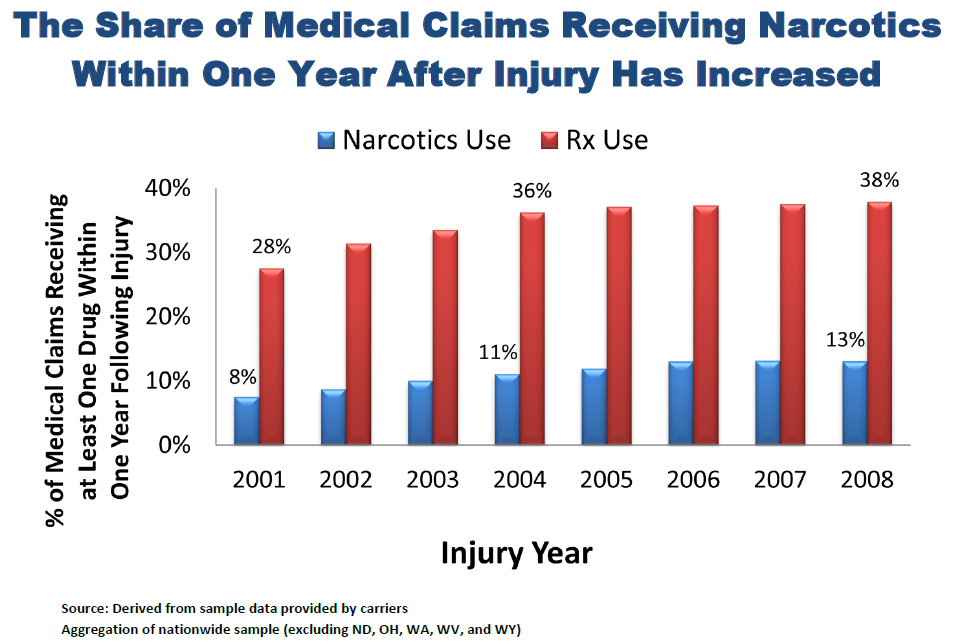 The Share of Medical Claims Receiving Narcotics
Within One Year After Injury Has Increased
Narcotics Use
Rx Use
% of Medical Claims Receiving
at Least One Drug Within
One Year Following Injury
40%
30%
20%
10%
0%
8%
28%
11%
36%
13%
38%
2001
2002
2003
2004
2005
2006
2007
2008
Injury Year
Source: Derived from sample data provided by carriers
Aggregation of nationwide sample (excluding ND, OH, WA, WV, and WY)